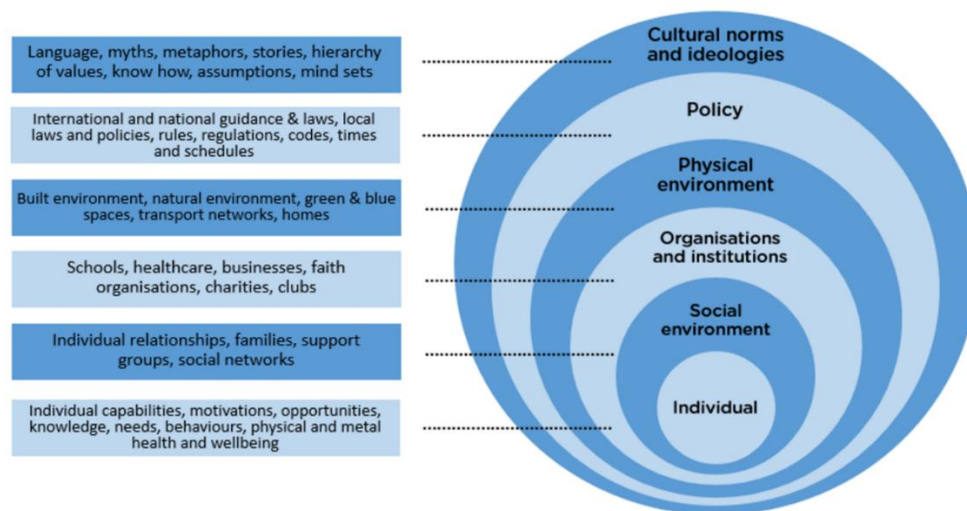 Language, myths, metaphors, stories, hierarchy
of values, know how, assumptions, mind sets
International and national guidance & laws, local
laws and policies, rules, regulations, codes, times
and schedules
Built environment, natural environment, green & blue
spaces, transport networks, homes
Schools, healthcare, businesses, faith
organisations, charities, clubs
Individual relationships, families, support
groups, social networks
Individual capabilities, motivations, opportunities,
knowledge, needs, behaviours, physical and metal
health and wellbeing
Cultural norms
and ideologies
Policy
Physical
environment
Organisations
and institutions
Social
environment
Individual